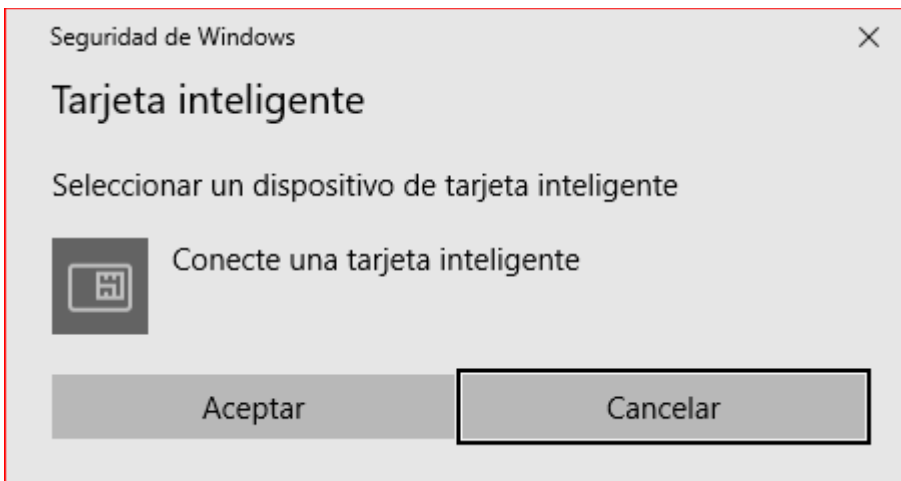 Seguridad de Windows
Tarjeta inteligente
Seleccionar un dispositivo de tarjeta inteligente
Conecte una tarjeta inteligente
Aceptar
Cancelar